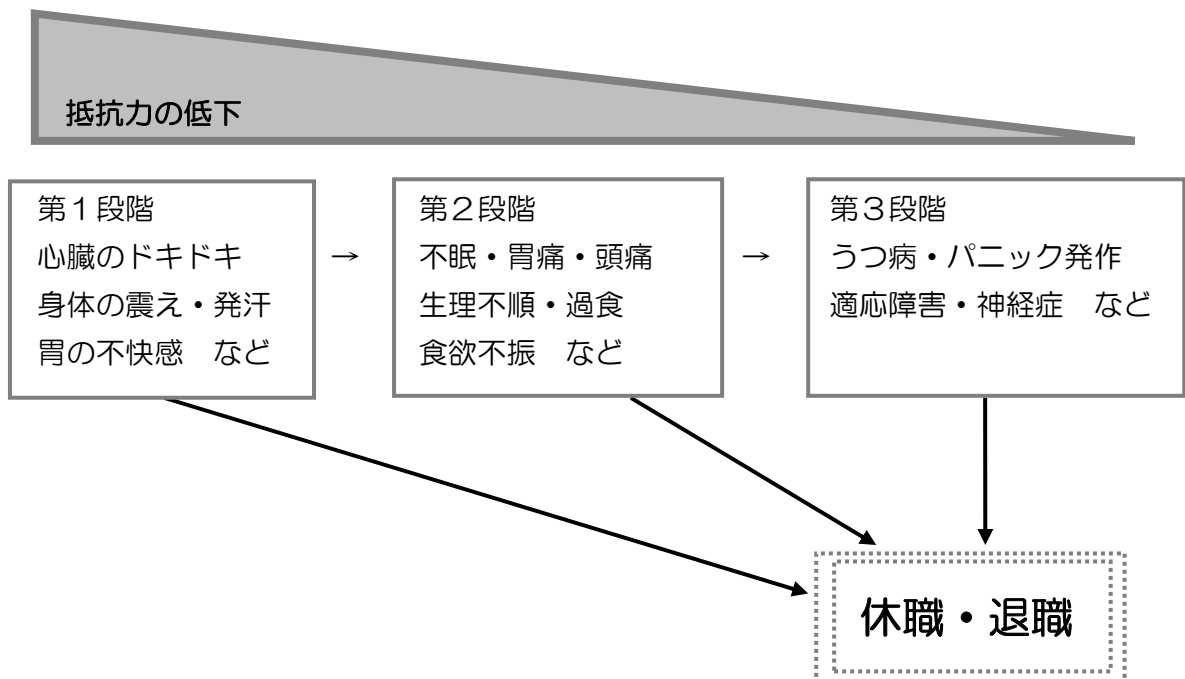 抵抗力の低下
第１段階
心臓のドキドキ
身体の震え・発汗
胃の不快感　など
→
第２段階
不眠・胃痛・頭痛
生理不順・過食
食欲不振　など
→
第３段階
うつ病・パニック発作
適応障害・神経症　など
休職・退職